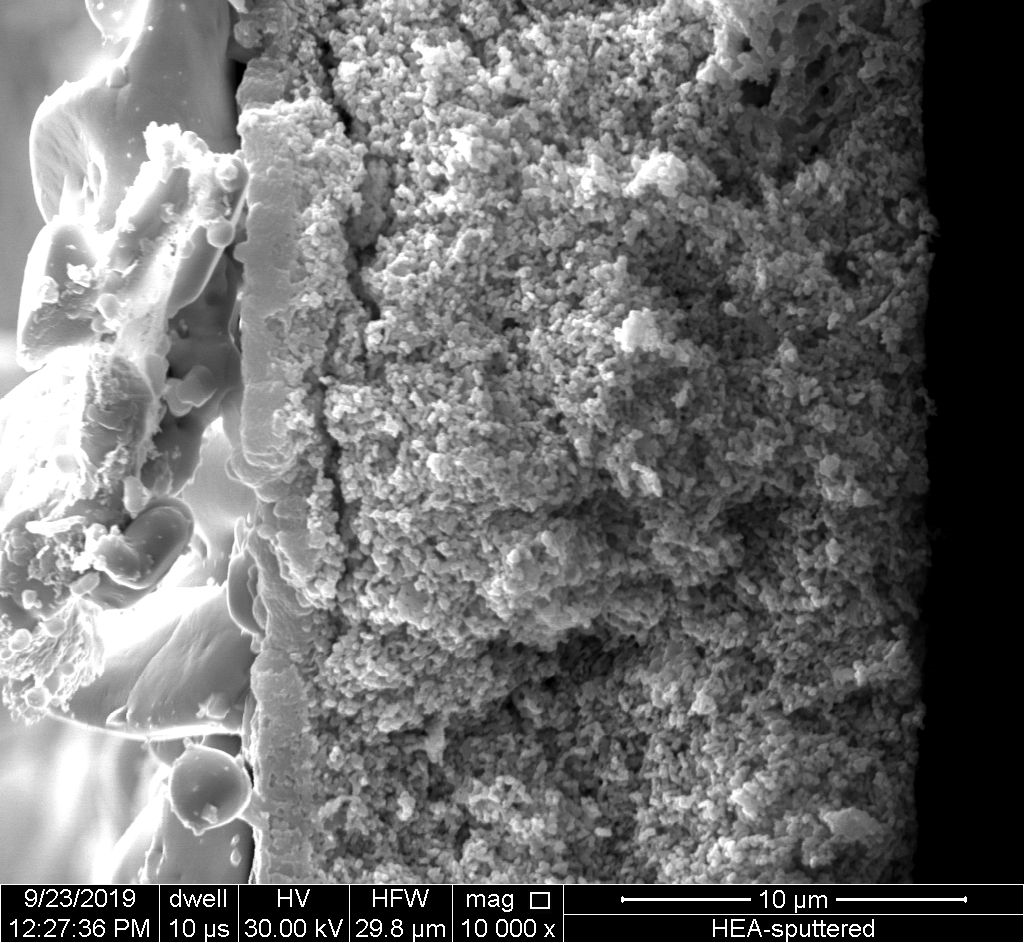 9/23/2019 dwell HV HFW mag 10 µm
12:27:36 PM 10 µs 30.00 kV 29.8 µm 10 000 x HEA-sputtered